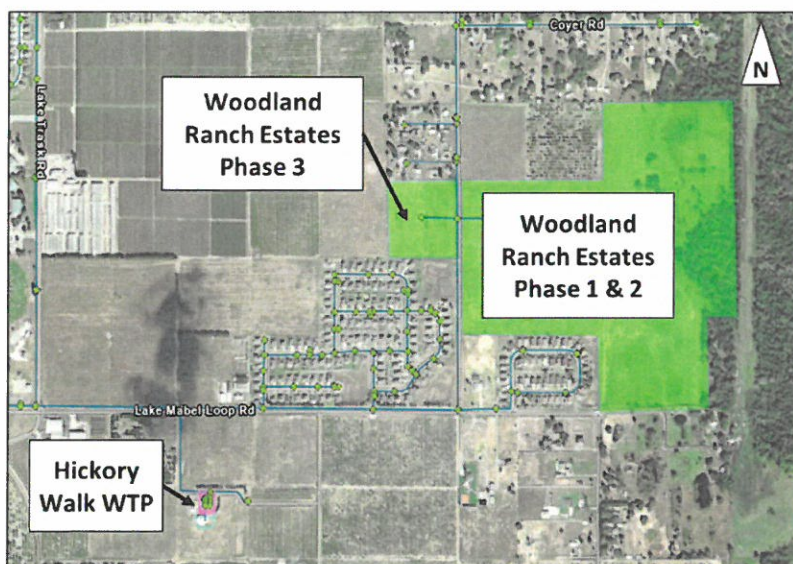 Coyer Rd
N
Lake Trask Rd
Woodland
Ranch Estates
Phase 3
Woodland
Ranch Estates
Phase 1 & 2
Lake Mabel Loop Rd
Hickory
Walk WTP